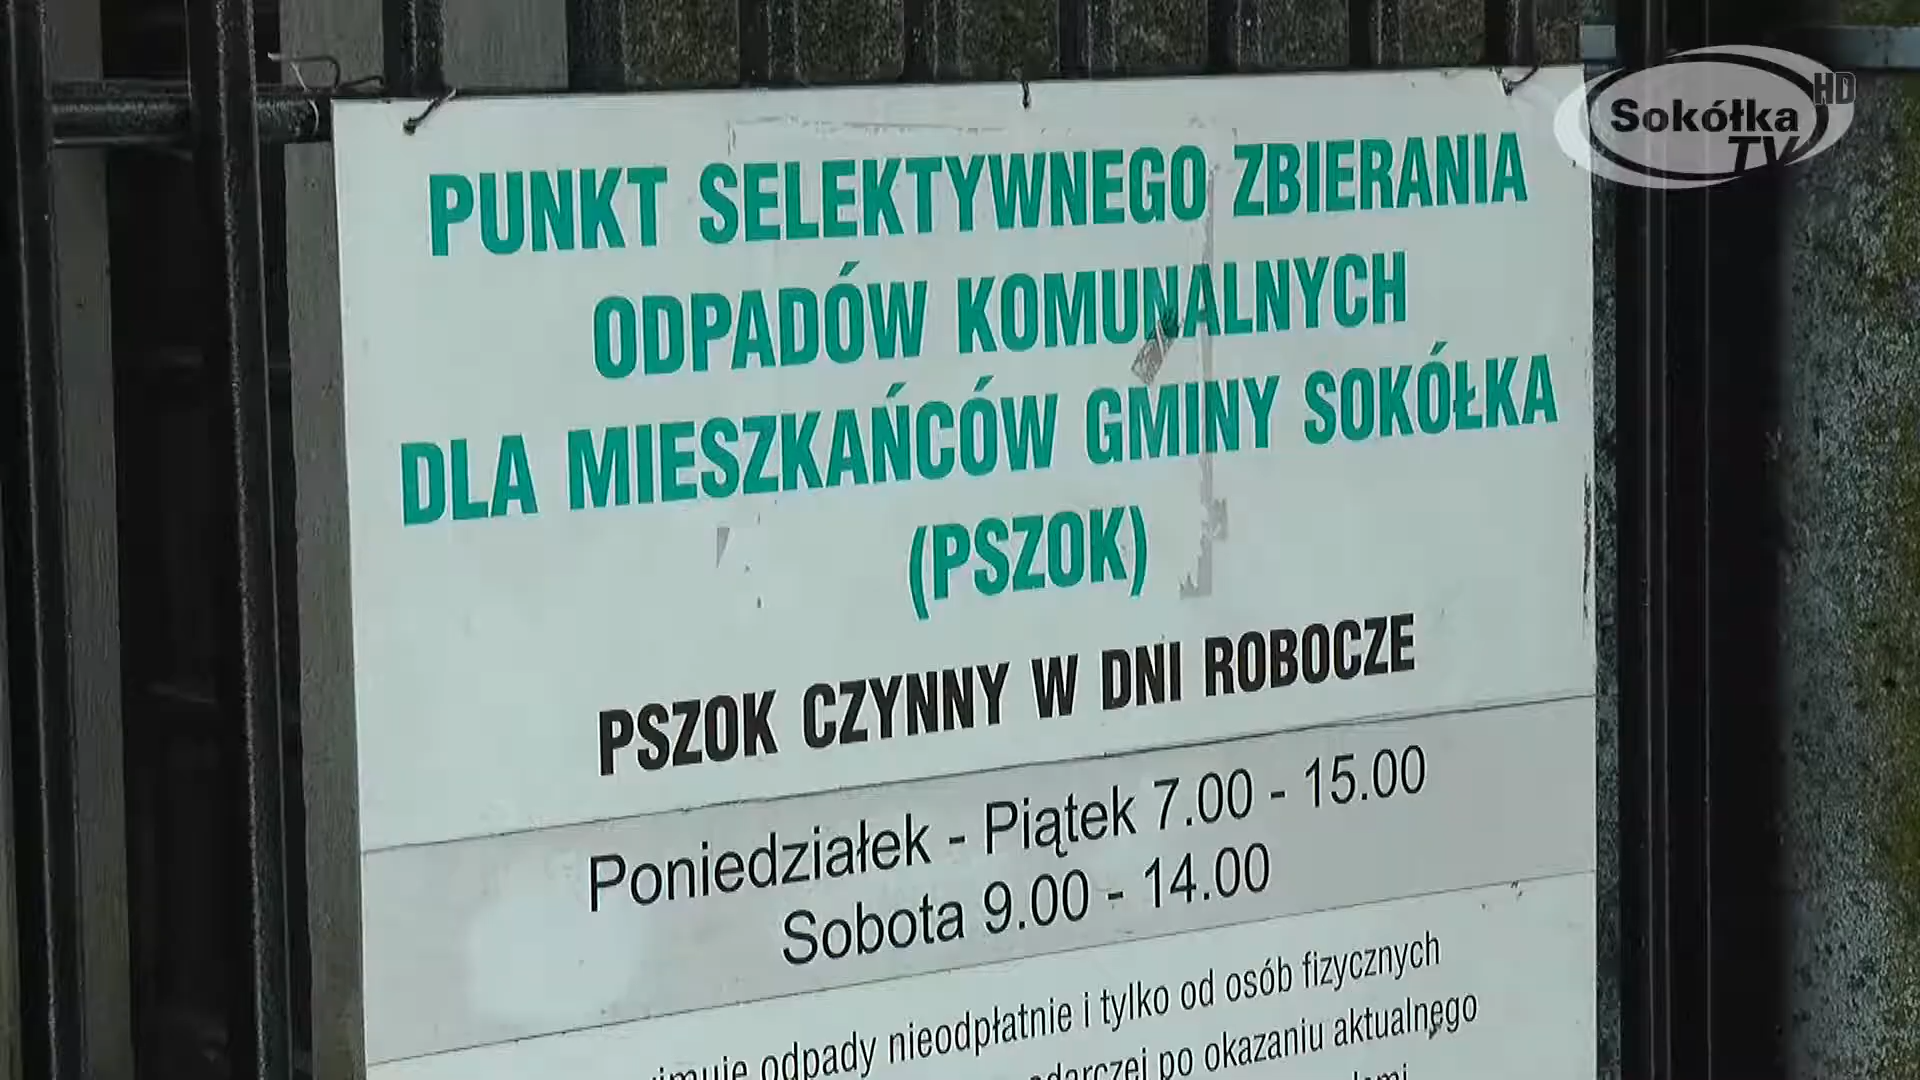 PUNKT SELEKTYWNEGO ZBIERANIA
ODPADÓW KOMUNALNYCH
DLA MIESZKAŃCÓW GMINY SOKÓŁKA
(PSZOK)
PSZOK CZYNNY W DNI ROBOCZE
Poniedziałek - Piątek 7.00 - 15.00
Sobota 9.00 - 14.00
odpady nieodpłatnie i tylko od osób fizycznych
po okazaniu aktualnego
Sokółka HD
TV